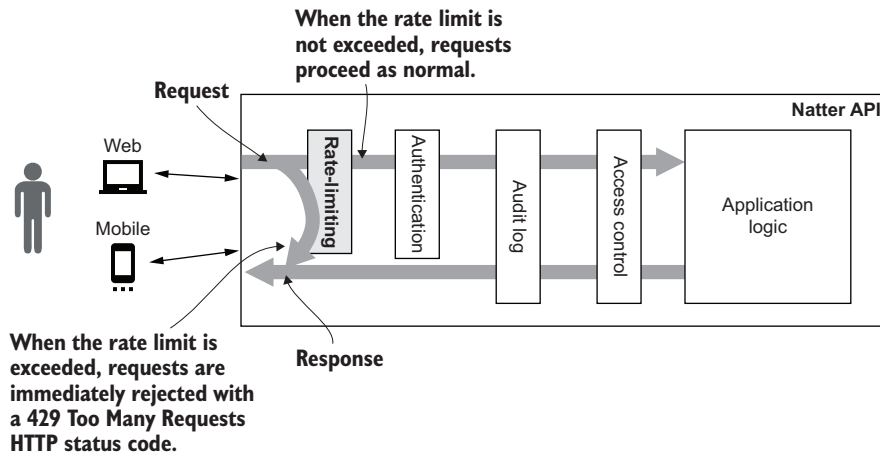 When the rate limit is
not exceeded, requests
proceed as normal.
Request
Natter API
Web
Mobile
Rate-limiting
Authentication
Audit log
Access control
Application
logic
When the rate limit is
exceeded, requests are
immediately rejected with
a 429 Too Many Requests
HTTP status code.
Response